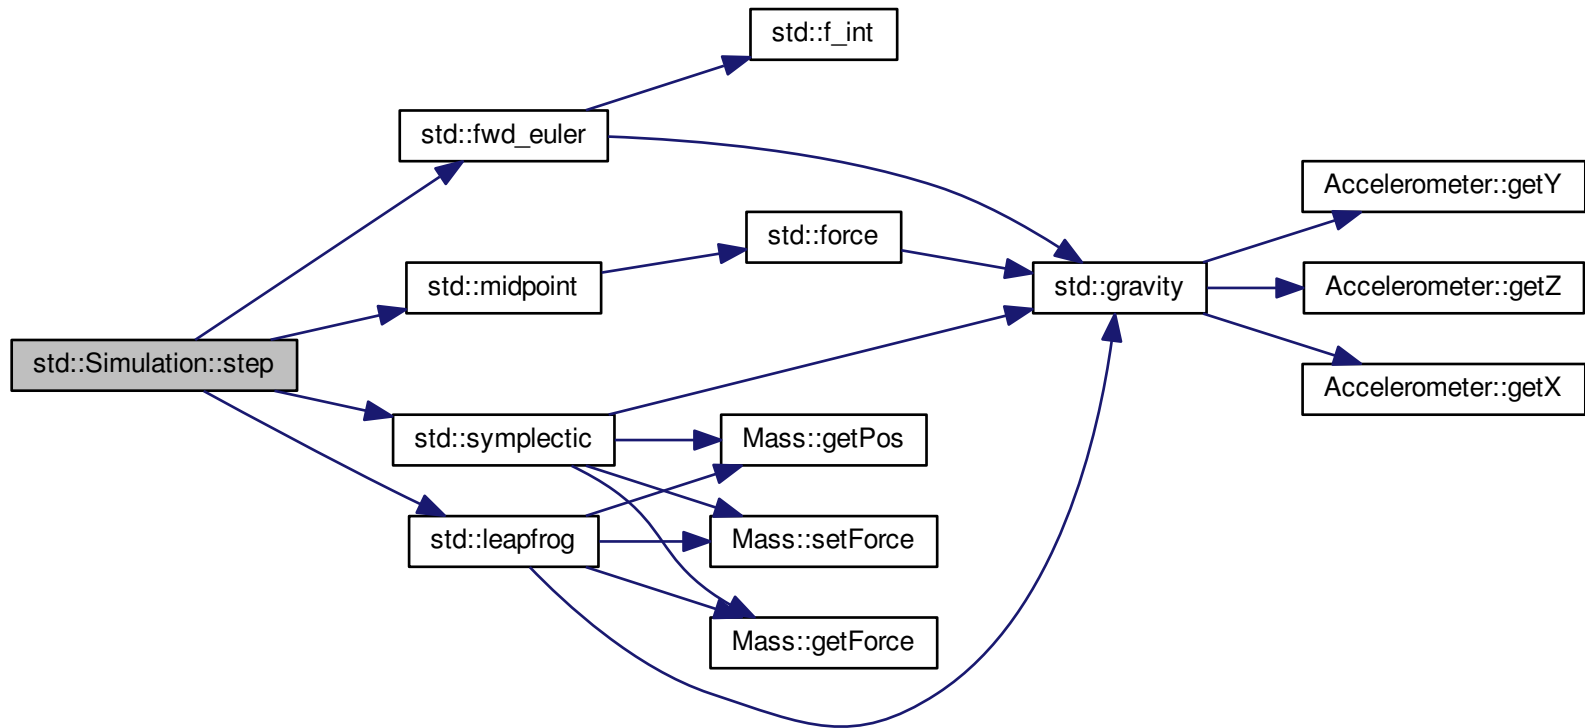 std::f_int
std::fwd_euler
Accelerometer::getY
std::force
std::midpoint
std::gravity
Accelerometer::getZ
std::Simulation::step
Accelerometer::getX
std::symplectic
Mass::getPos
std::leapfrog
Mass::setForce
Mass::getForce